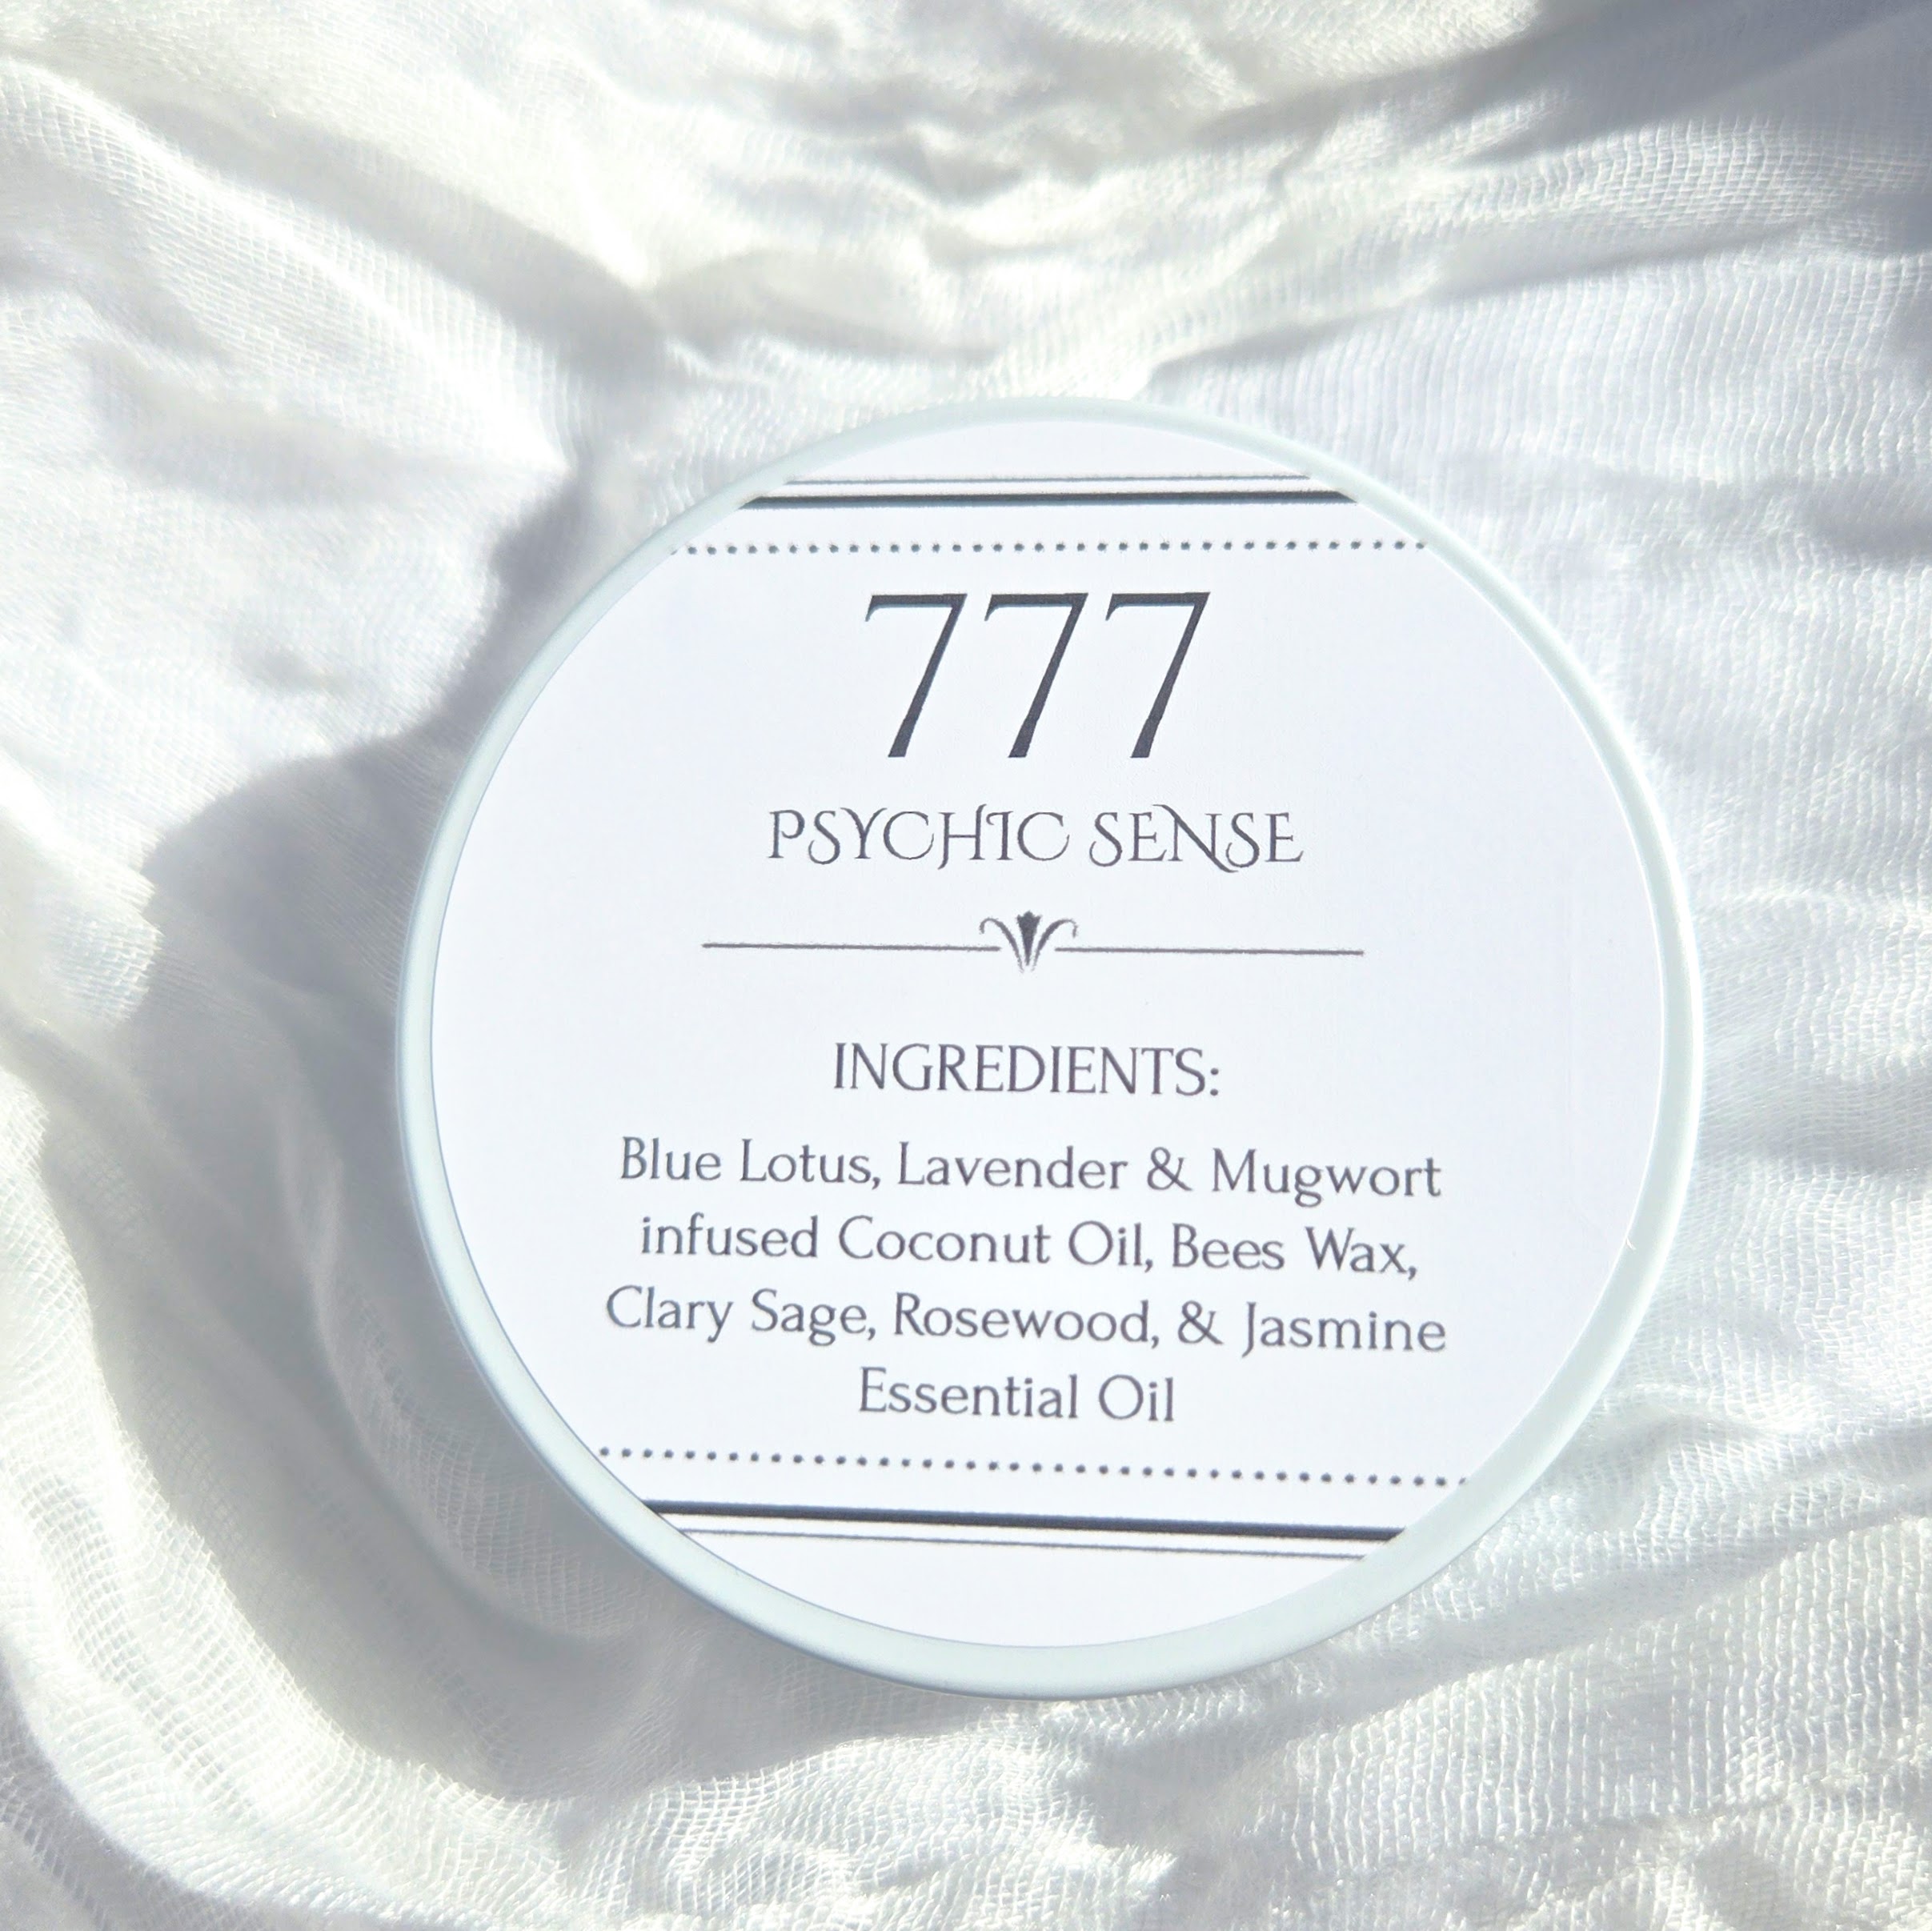 777
PSYCHIC SENSE
INGREDIENTS:
Blue Lotus, Lavender & Mugwort
infused Coconut Oil, Bees Wax,
Clary Sage, Rosewood, & Jasmine
Essential Oil